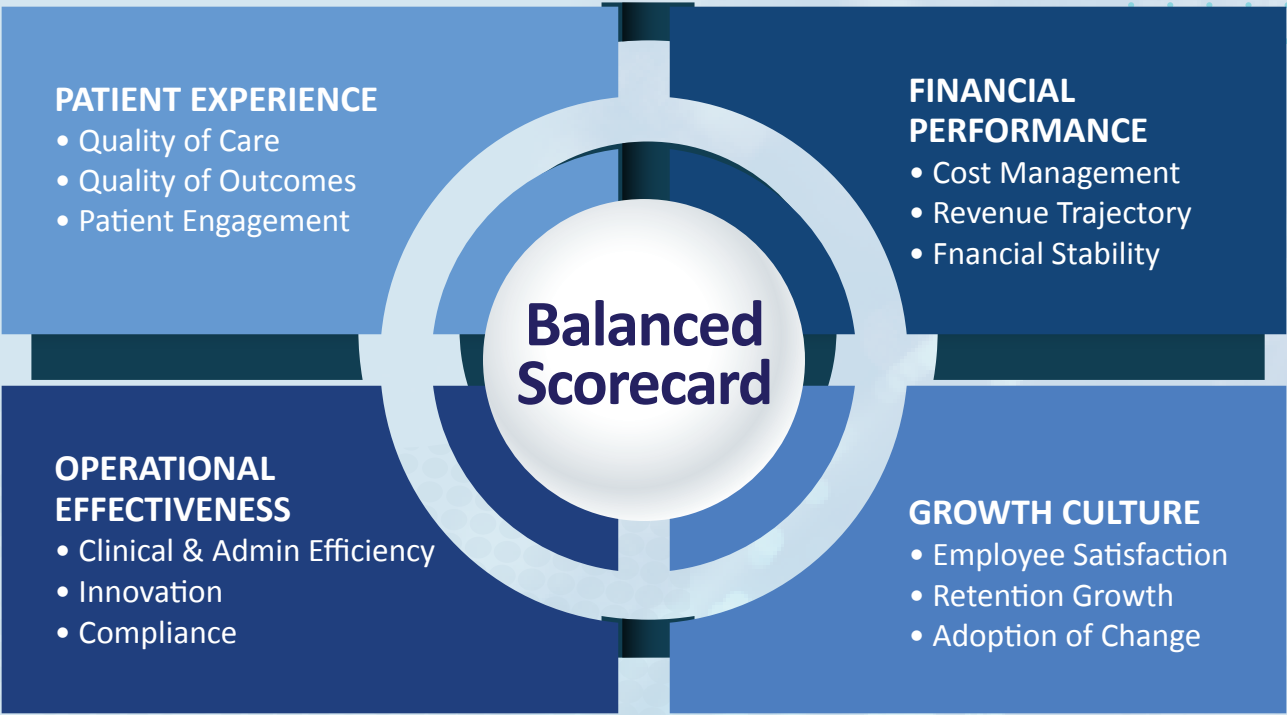 PATIENT EXPERIENCE
• Quality of Care
• Quality of Outcomes
• Patient Engagement
FINANCIAL
PERFORMANCE
• Cost Management
• Revenue Trajectory
• Fnancial Stability
Balanced
Scorecard
OPERATIONAL
EFFECTIVENESS
• Clinical & Admin Efficiency
• Innovation
• Compliance
GROWTH CULTURE
• Employee Satisfaction
• Retention Growth
• Adoption of Change